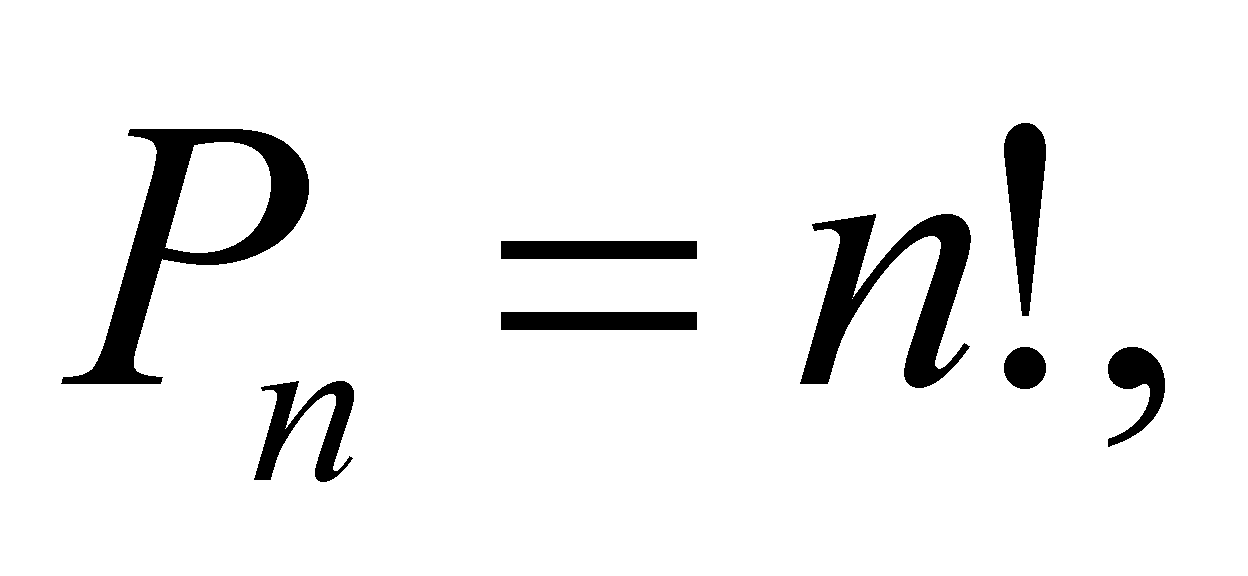 Pₙ = n!,